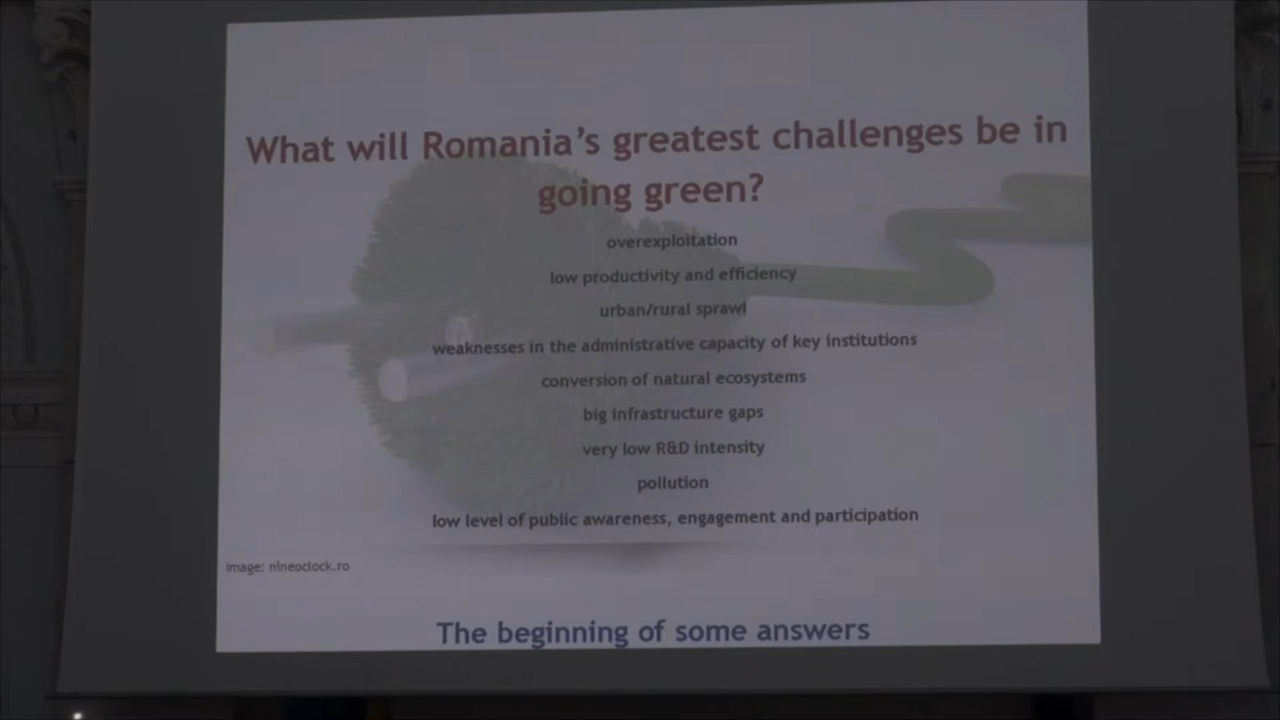 What will Romania's greatest challenges be in
going green?
overexploitation
low productivity and efficiency
urban/rural sprawl
weaknesses in the administrative capacity of key institutions
conversion of natural ecosystems
big infrastructure gaps
very low R&D intensity
pollution
low level of public awareness, engagement and participation
Image: nineoclock.ro
The beginning of some answers